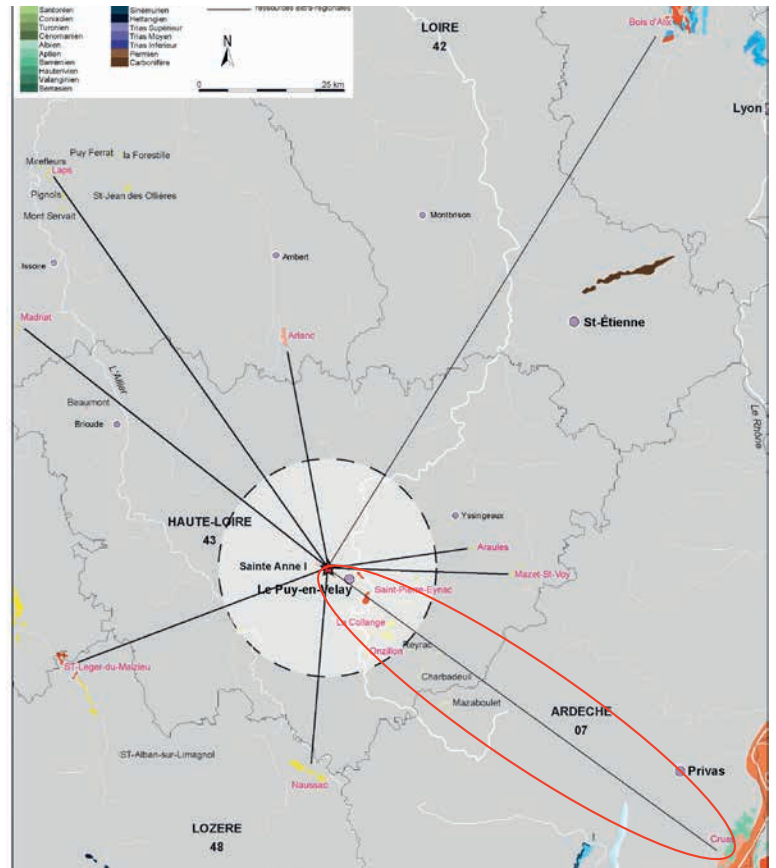 Santonien
Coniacien
Turonien
Cénomanien
Albien
Aptien
Barrémien
Hauterivien
Valanginien
Berriasien
Sinémurien
Hettangien
Trias Supérieur
Trias Moyen
Trias Inférieur
Permien
Carbonifère
ressources extra-régionales
N
0 25 km
LOIRE
42
Bois d'Alix
Lyon
Mirefleurs
Puy Ferrat
la Forestille
Laps
Pignols
St-Jean des Ollières
Mont Servait
Montbrison
Issoire
Ambert
Madriat
Arlanc
St-Étienne
L'Allier
Le Rhône
Beaumont
Brioude
HAUTE-LOIRE
43
Yssingeaux
Araules
Sainte Anne I
Mazet-St-Voy
Le Puy-en-Velay
Saint-Pierre-Eynac
La Collange
Onzillon
Reyrac
ST-Leger-du-Malzieu
Charbadeuil
Mazaboulet
ARDECHE
07
ST-Alban-sur-Limagnol
Privas
Naussac
Cruas
LOZERE
48